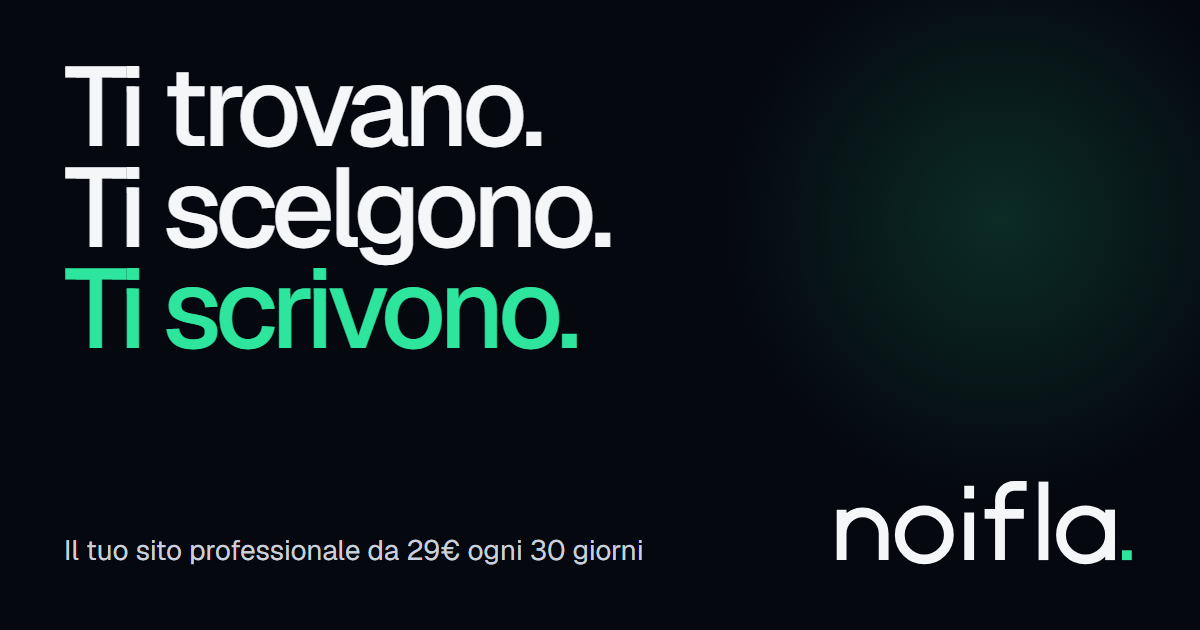 Ti trovano.
Ti scelgono.
Ti scrivono.
Il tuo sito professionale da 29€ ogni 30 giorni
noifla.